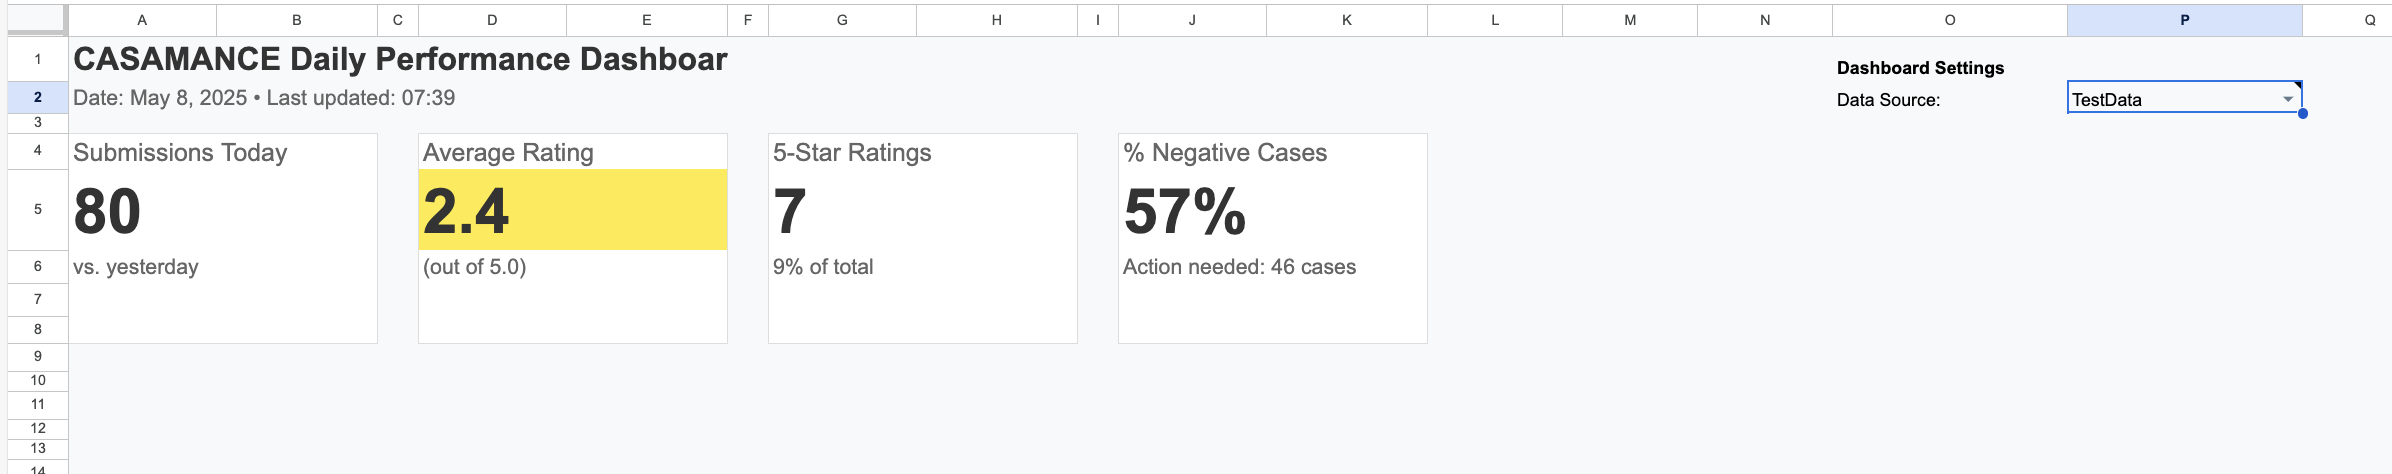 A B C D E F G H I J K L M N O P Q
1 CASAMANCE Daily Performance Dashboar
Dashboard Settings
2 Date: May 8, 2025 • Last updated: 07:39
Data Source: TestData
3
4 Submissions Today Average Rating 5-Star Ratings % Negative Cases
5 80 2.4 7 57%
6 vs. yesterday (out of 5.0) 9% of total Action needed: 46 cases
7
8
9
10
11
12
13
14